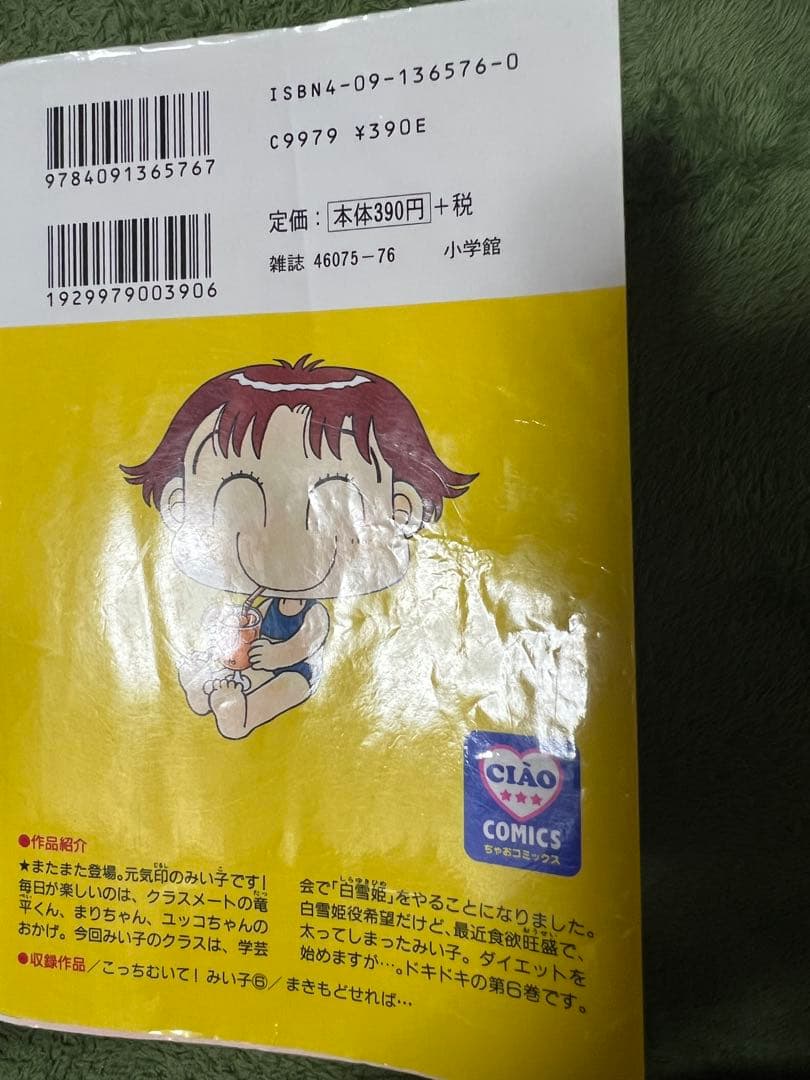 ISBN4-09-136576-0
C9979 ¥390E
9784091365767
定価：本体390円+税
雑誌 46075-76 小学館
1929979003906
CIÀO
COMICS
ちゃおコミックス
●作品紹介
★またまた登場。元気印のみい子です！
毎日が楽しいのは、クラスメートの竜
平くん、まりちゃん、ユッコちゃんの
おかげ。今回みい子のクラスは、学芸
会で「白雪姫」をやることになりました。
白雪姫役希望だけど、最近食欲旺盛で、
太ってしまったみい子。ダイエットを
始めますが…。ドキドキの第6巻です。
●収録作品／こっちむいて！みい子⑥／まきもどせれば…